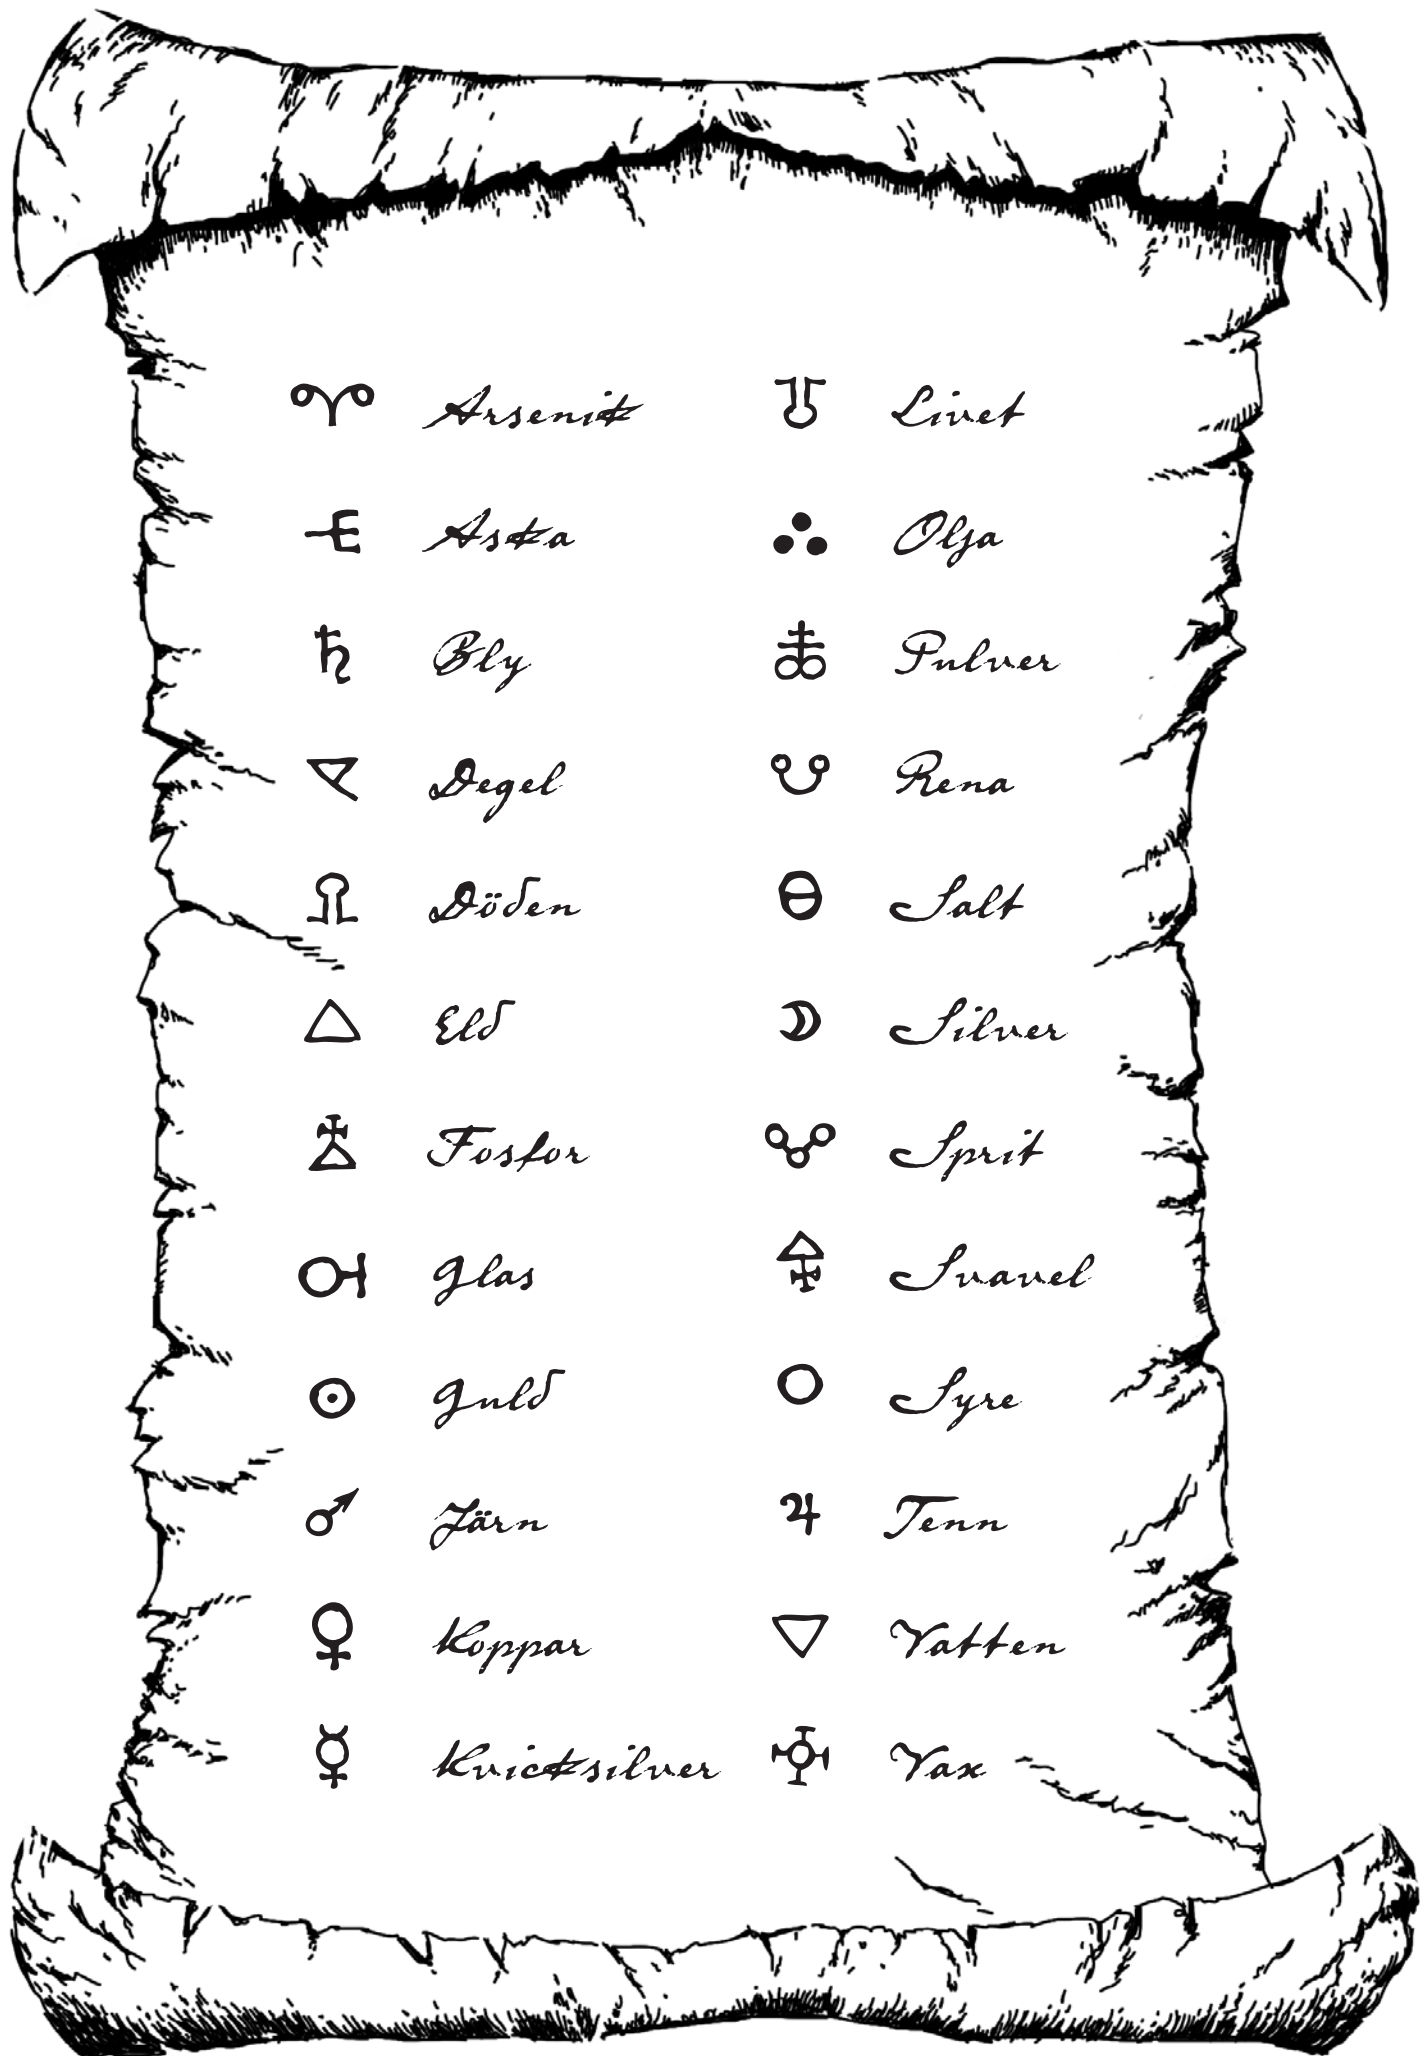 Arsenik
Livet
Aska
Olja
Bly
Pulver
Degel
Rena
Döden
Salt
Eld
Silver
Fosfor
Sprit
Glas
Svavel
Guld
Syre
Järn
Tenn
Koppar
Vatten
Kvicksilver
Vax